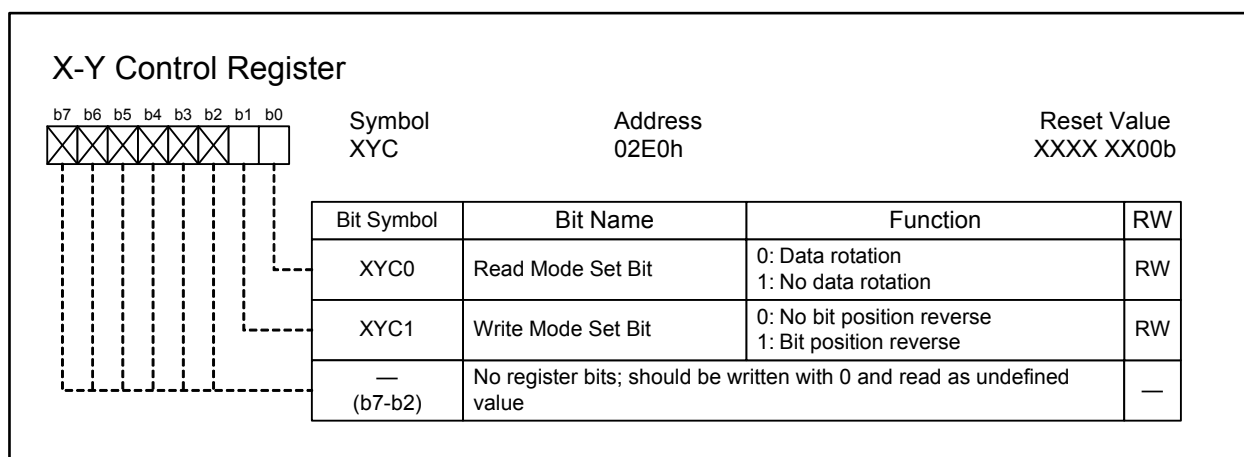 X-Y Control Register
b7 b6 b5 b4 b3 b2 b1 b0
Symbol Address Reset Value
XYC 02E0h XXXX XX00b
Bit Symbol Bit Name Function RW
XYC0 Read Mode Set Bit 0: Data rotation RW
1: No data rotation
XYC1 Write Mode Set Bit 0: No bit position reverse RW
1: Bit position reverse
— No register bits; should be written with 0 and read as undefined —
(b7-b2) value